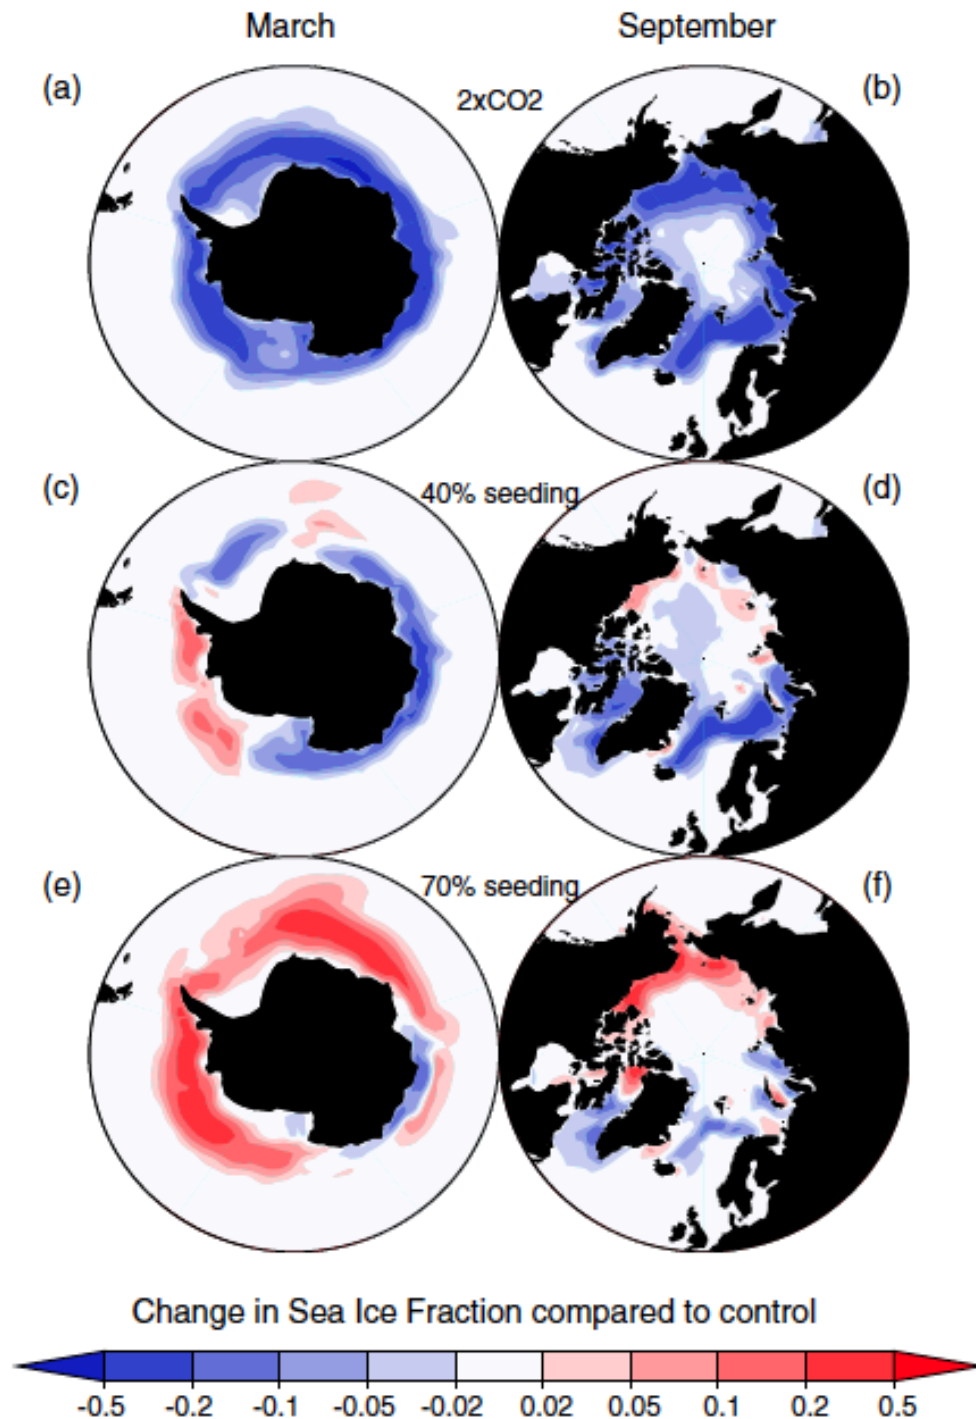 March September
(a) 2xCO2 (b)
(c) 40% seeding (d)
(e) 70% seeding (f)
Change in Sea Ice Fraction compared to control
-0.5 -0.2 -0.1 -0.05 -0.02 0.02 0.05 0.1 0.2 0.5